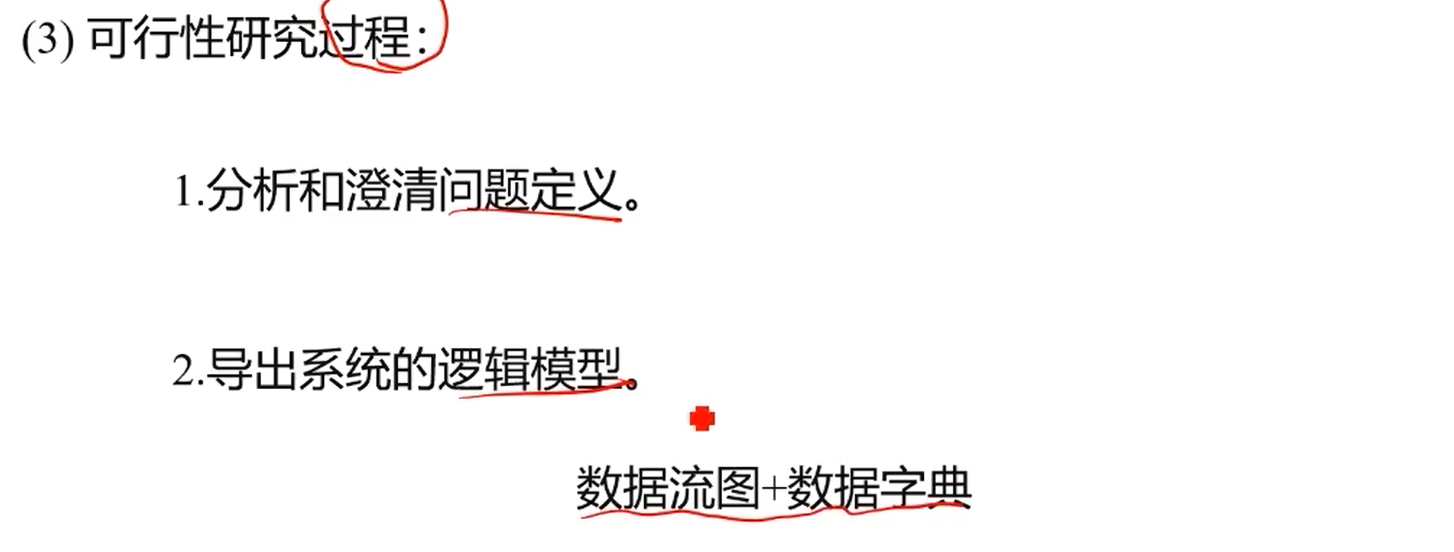 (3) 可行性研究过程：
1.分析和澄清问题定义。
2.导出系统的逻辑模型。
数据流图+数据字典